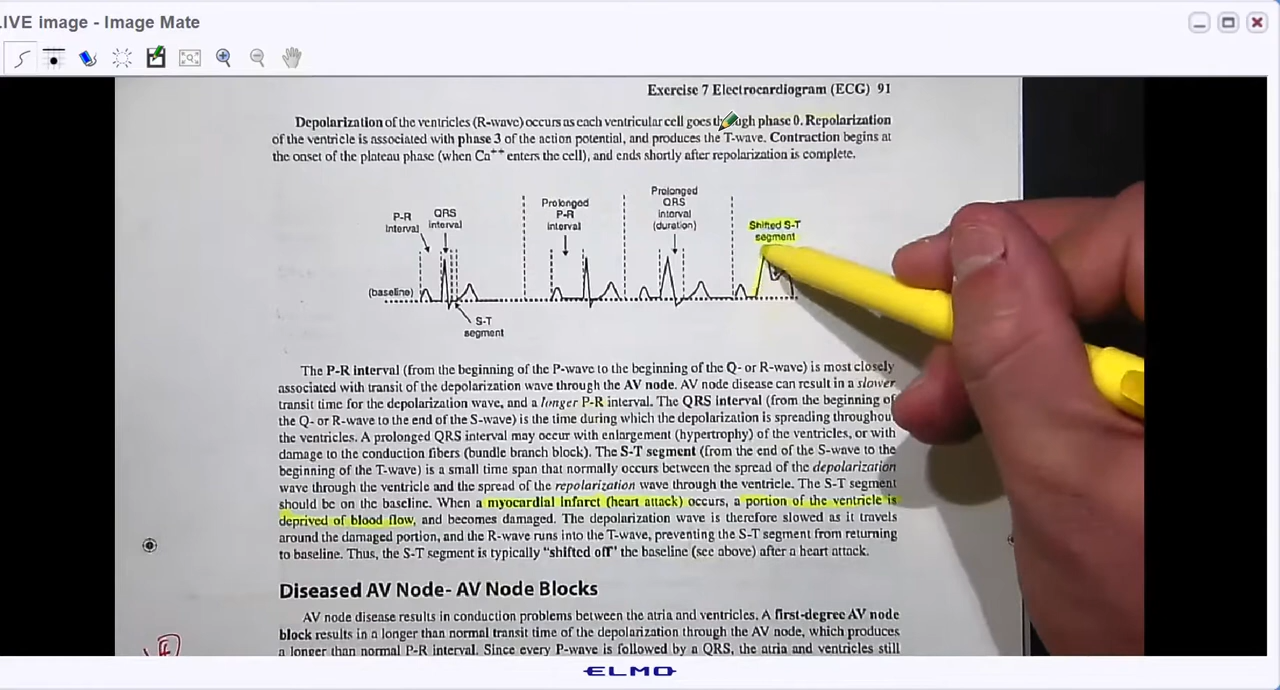 LIVE image - Image Mate
Exercise 7 Electrocardiogram (ECG) 91
Depolarization of the ventricles (R-wave) occurs as each ventricular cell goes through phase 0. Repolarization
of the ventricle is associated with phase 3 of the action potential, and produces the T-wave. Contraction begins at
the onset of the plateau phase (when Ca++ enters the cell), and ends shortly after repolarization is complete.
P-R
Interval
QRS
Interval
Prolonged
P-R
Interval
Prolonged
QRS
Interval
(duration)
Shifted S-T
segment
(baseline)
S-T
segment
The P-R interval (from the beginning of the P-wave to the beginning of the Q- or R-wave) is most closely
associated with transit of the depolarization wave through the AV node. AV node disease can result in a slower
transit time for the depolarization wave, and a longer P-R interval. The QRS interval (from the beginning of
the Q- or R-wave to the end of the S-wave) is the time during which the depolarization is spreading throughout
the ventricles. A prolonged QRS interval may occur with enlargement (hypertrophy) of the ventricles, or with
damage to the conduction fibers (bundle branch block). The S-T segment (from the end of the S-wave to the
beginning of the T-wave) is a small time span that normally occurs between the spread of the depolarization
wave through the ventricle and the spread of the repolarization wave through the ventricle. The S-T segment
should be on the baseline. When a myocardial infarct (heart attack) occurs, a portion of the ventricle is
deprived of blood flow, and becomes damaged. The depolarization wave is therefore slowed as it travels
around the damaged portion, and the R-wave runs into the T-wave, preventing the S-T segment from returning
to baseline. Thus, the S-T segment is typically "shifted off" the baseline (see above) after a heart attack.
Diseased AV Node- AV Node Blocks
AV node disease results in conduction problems between the atria and ventricles. A first-degree AV node
block results in a longer than normal transit time of the depolarization through the AV node, which produces
a longer than normal P-R interval. Since every P-wave is followed by a QRS, the atria and ventricles still
ELMO